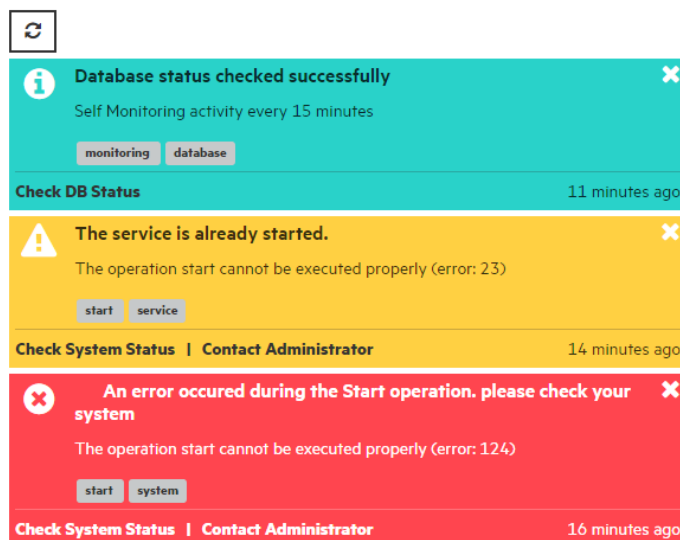 Database status checked successfully
Self Monitoring activity every 15 minutes
monitoring database
Check DB Status 11 minutes ago
The service is already started.
The operation start cannot be executed properly (error: 23)
start service
Check System Status | Contact Administrator 14 minutes ago
An error occured during the Start operation. please check your
system
The operation start cannot be executed properly (error: 124)
start system
Check System Status | Contact Administrator 16 minutes ago